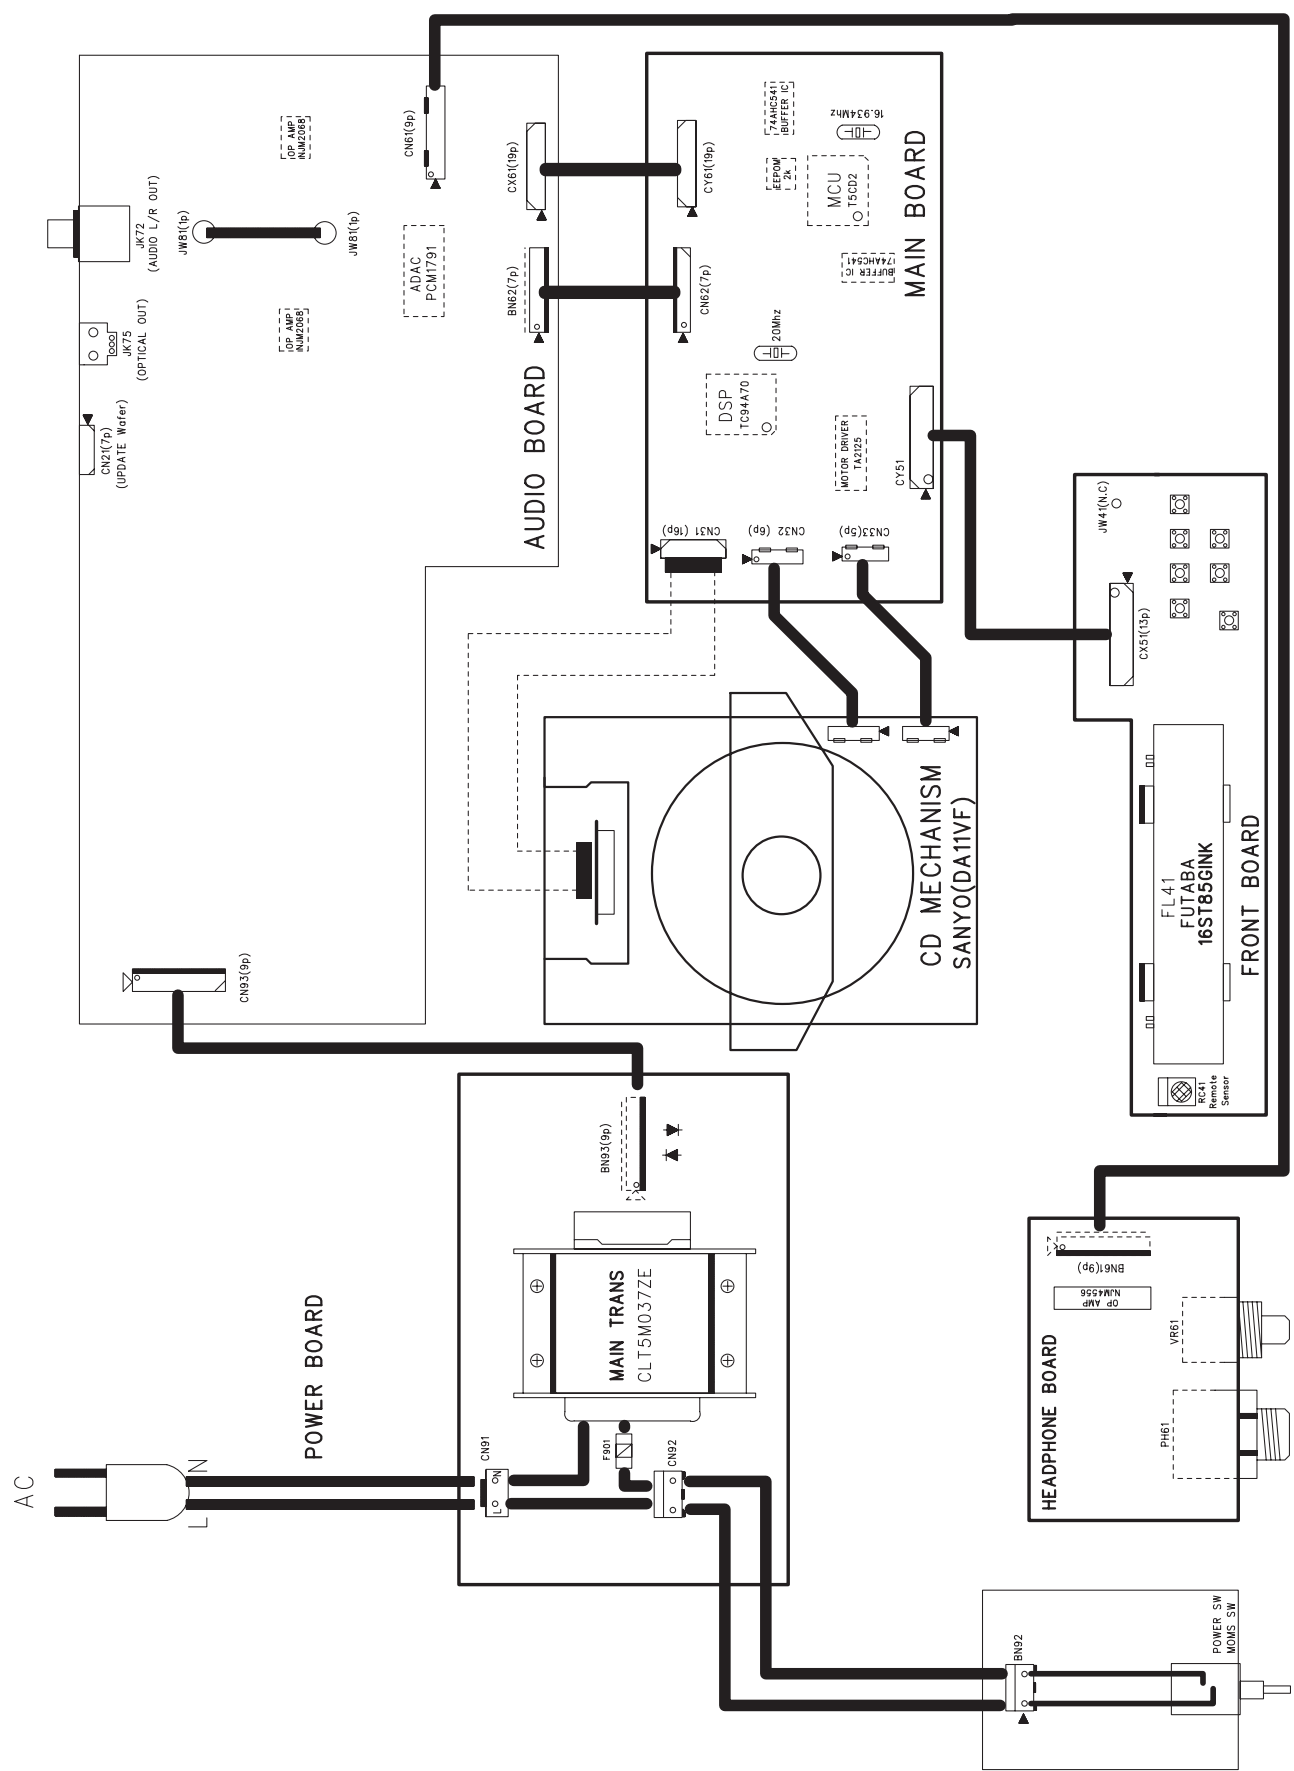 AC
L
N
POWER BOARD
CN91
L
N
F901
CN92
MAIN TRANS
CLT5M037ZE
BN93(9p)
CN93(9p)
AUDIO BOARD
CN21(7p)
(UPDATE Wafer)
JK75
(OPTICAL OUT)
JK72
(AUDIO L/R OUT)
JW81(1p)
JW81(1p)
OP AMP
NJM2068
OP AMP
NJM2068
ADAC
PCM1791
CN61(9p)
CX61(19p)
BN62(7p)
CY61(19p)
CN62(7p)
MAIN BOARD
74AHC541
BUFFER IC
16.934Mhz
EEPOM
2k
MCU
T5CD2
74AHC541
BUFFER IC
20Mhz
DSP
TC94A70
MOTOR DRIVER
TA2125
CY51
CN31 (16p)
CN32 (6p)
CN33(5p)
CD MECHANISM
SANYO(DA11VF)
FRONT BOARD
JW41(N.C)
CX51(13p)
FL41
FUTABA
16ST85GINK
RC41
Remote
Sensor
HEADPHONE BOARD
BN61(9p)
OP AMP
NJM4556
VR61
PH61
BN92
POWER SW
MOMS SW